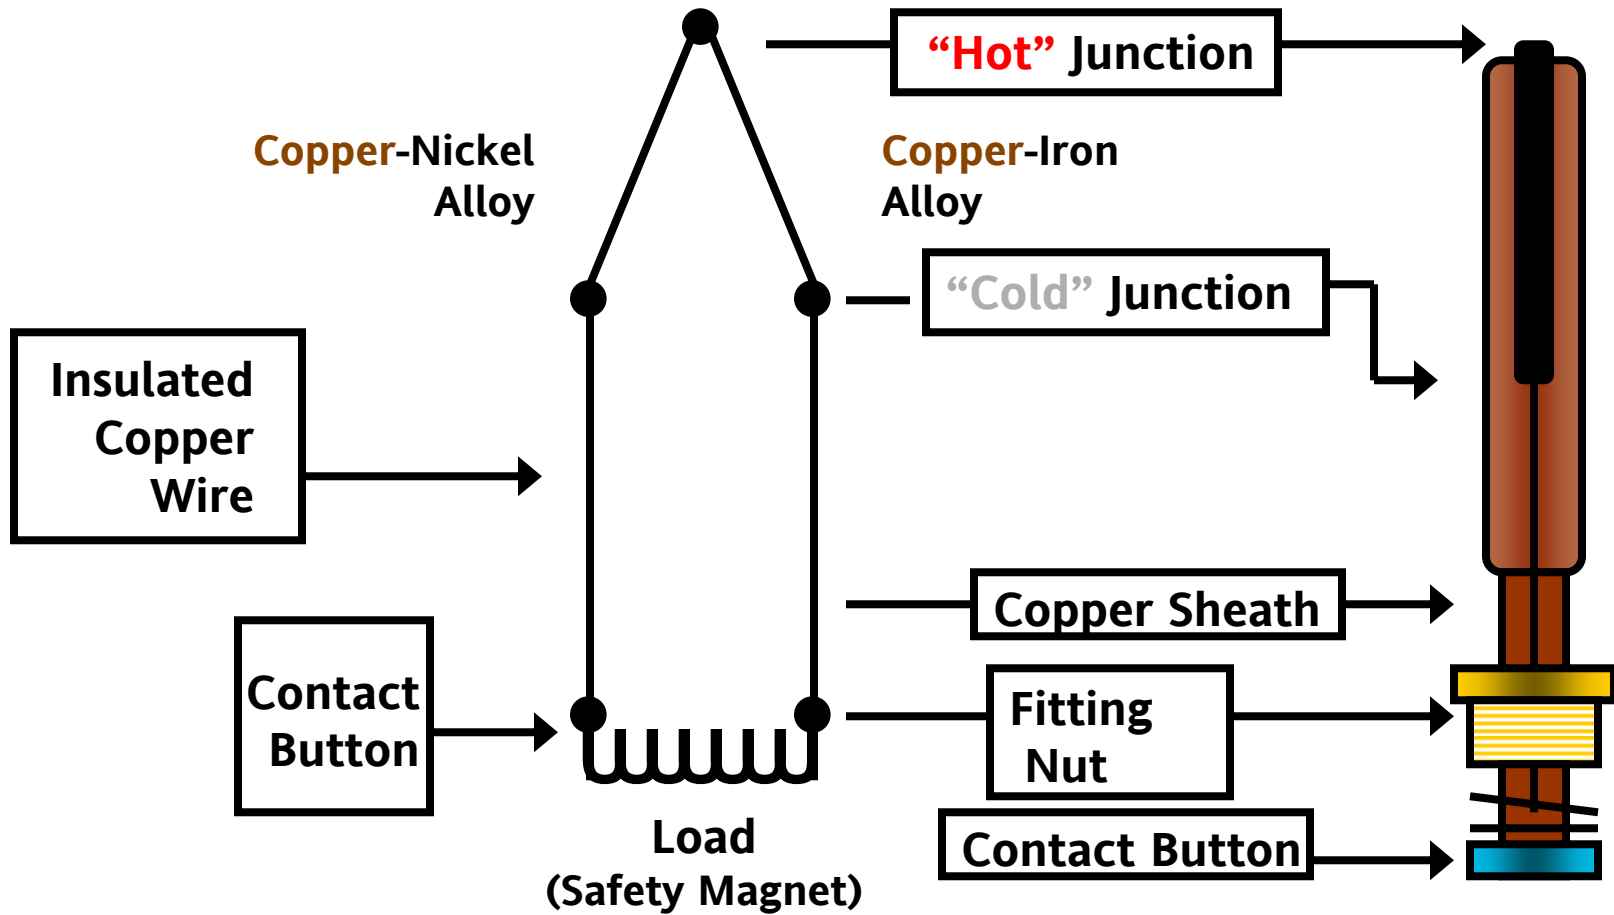 “Hot” Junction
Copper-Nickel
Alloy
Copper-Iron
Alloy
“Cold” Junction
Insulated
Copper
Wire
Copper Sheath
Contact
Button
Fitting
Nut
Load
(Safety Magnet)
Contact Button